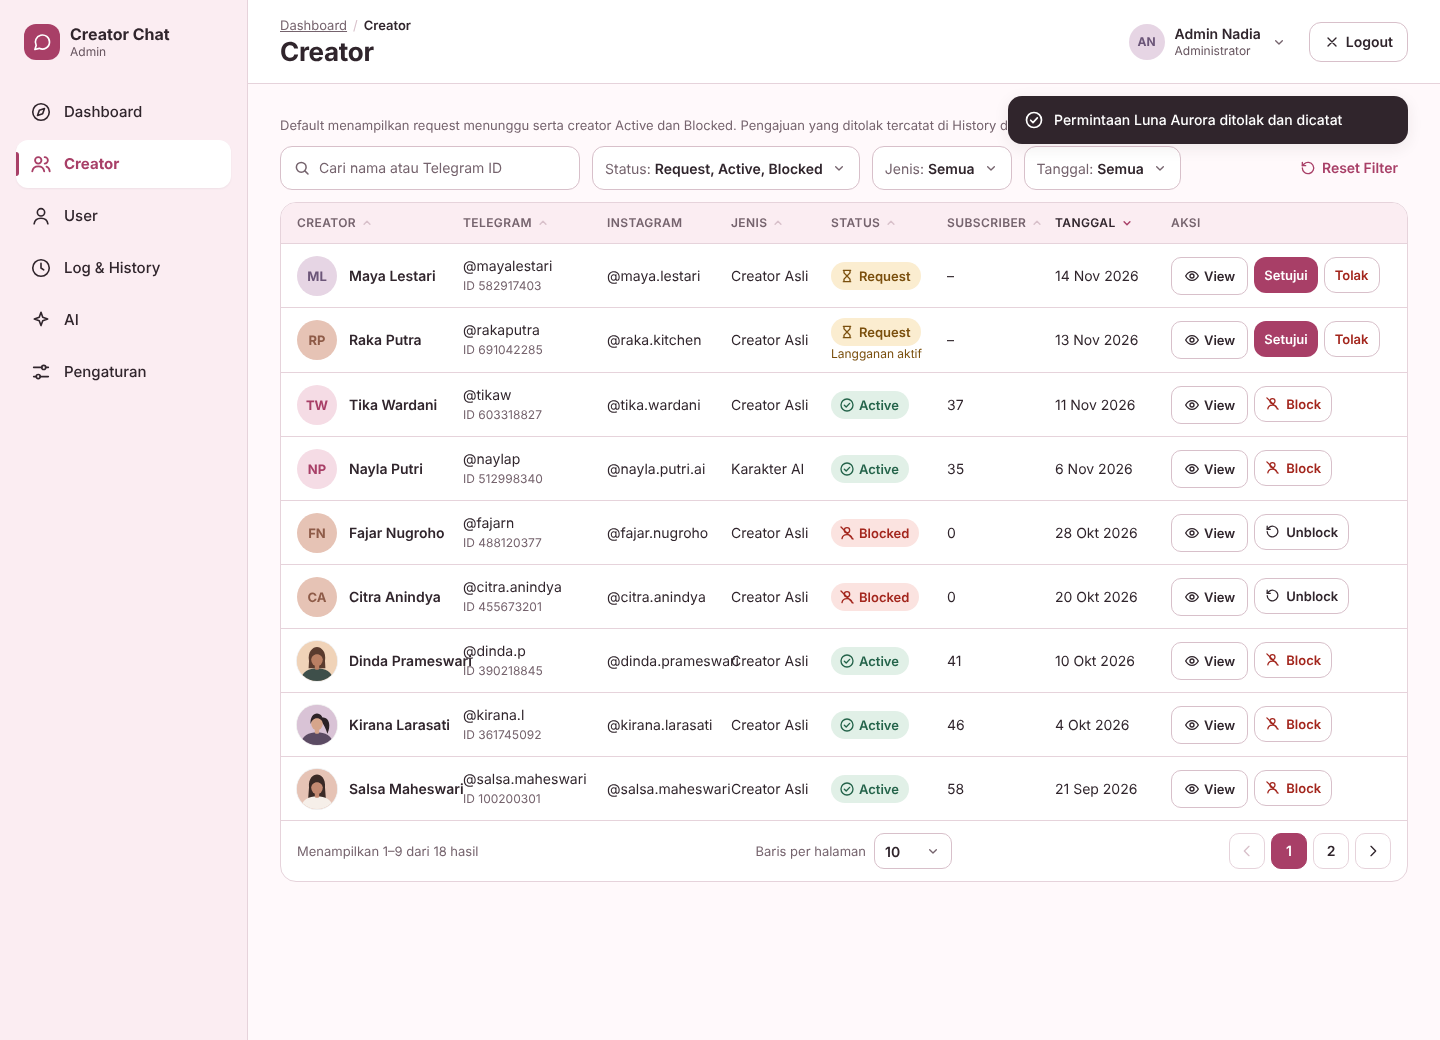 Creator Chat
Admin
Dashboard
Creator
User
Log & History
AI
Pengaturan
Dashboard / Creator
Creator
AN
Admin Nadia
Administrator
Logout
Default menampilkan request menunggu serta creator Active dan Blocked. Pengajuan yang ditolak tercatat di History
Permintaan Luna Aurora ditolak dan dicatat
Cari nama atau Telegram ID
Status: Request, Active, Blocked
Jenis: Semua
Tanggal: Semua
Reset Filter
CREATOR TELEGRAM INSTAGRAM JENIS STATUS SUBSCRIBER TANGGAL AKSI
ML Maya Lestari @mayalestari ID 582917403 @maya.lestari Creator Asli Request – 14 Nov 2026 View Setujui Tolak
RP Raka Putra @rakaputra ID 691042285 @raka.kitchen Creator Asli Request Langganan aktif – 13 Nov 2026 View Setujui Tolak
TW Tika Wardani @tikaw ID 603318827 @tika.wardani Creator Asli Active 37 11 Nov 2026 View Block
NP Nayla Putri @naylap ID 512998340 @nayla.putri.ai Karakter AI Active 35 6 Nov 2026 View Block
FN Fajar Nugroho @fajarn ID 488120377 @fajar.nugroho Creator Asli Blocked 0 28 Okt 2026 View Unblock
CA Citra Anindya @citra.anindya ID 455673201 @citra.anindya Creator Asli Blocked 0 20 Okt 2026 View Unblock
Dinda Prameswari @dinda.p ID 390218845 @dinda.prameswari Creator Asli Active 41 10 Okt 2026 View Block
Kirana Larasati @kirana.l ID 361745092 @kirana.larasati Creator Asli Active 46 4 Okt 2026 View Block
Salsa Maheswari @salsa.maheswari ID 100200301 @salsa.maheswari Creator Asli Active 58 21 Sep 2026 View Block
Menampilkan 1–9 dari 18 hasil
Baris per halaman 10
1 2